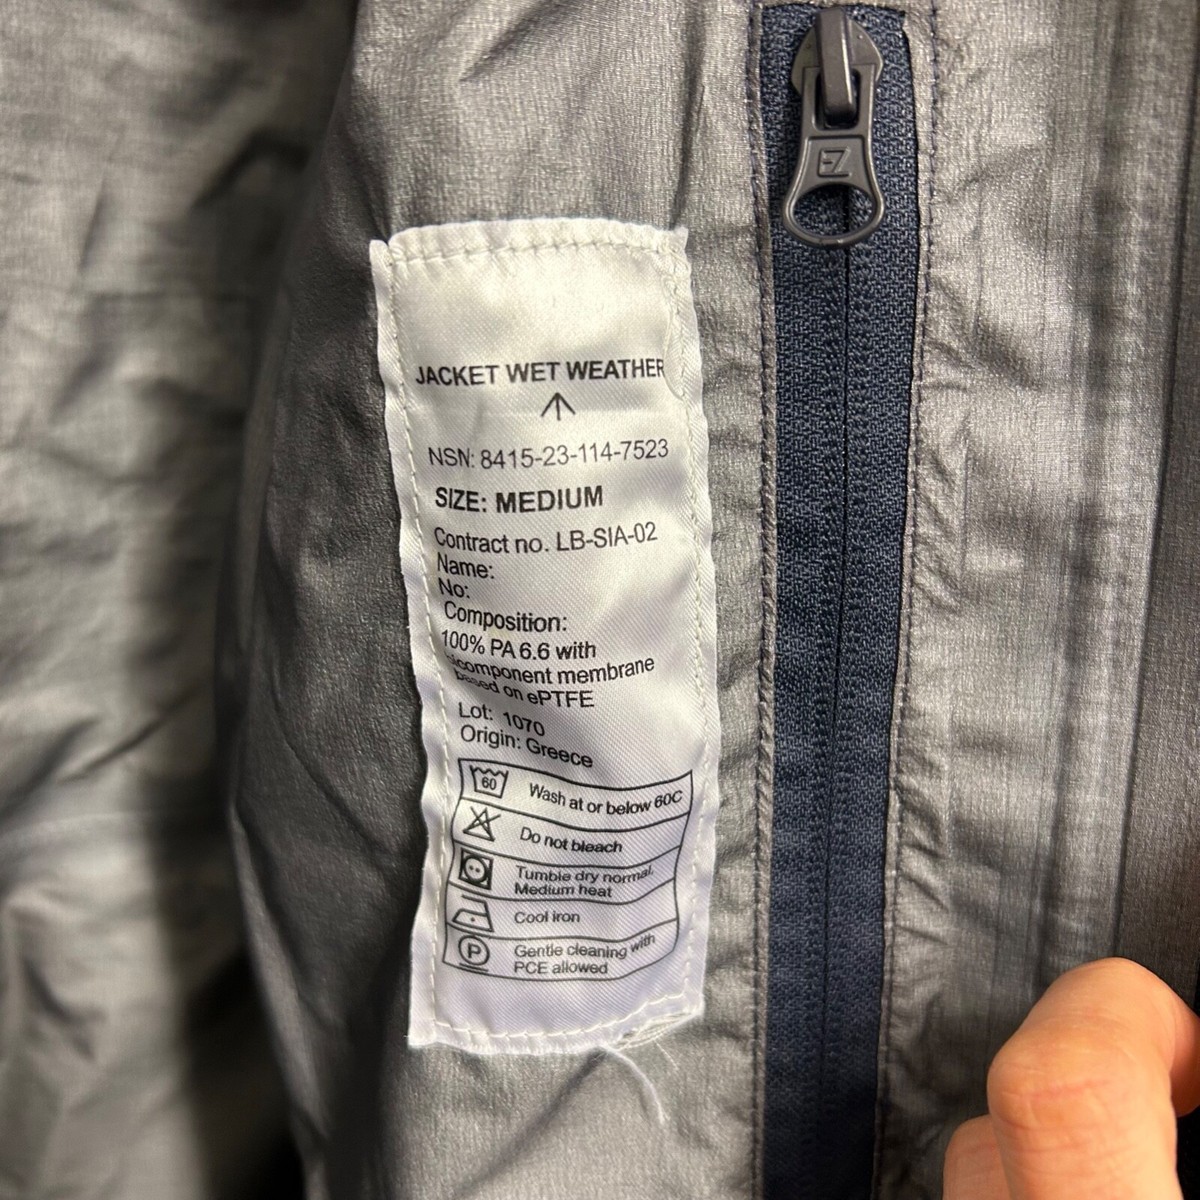 EZ
JACKET WET WEATHER
NSN: 8415-23-114-7523
SIZE: MEDIUM
Contract no. LB-SIA-02
Name:
No:
Composition:
100% PA 6.6 with
bicomponent membrane
based on ePTFE
Lot: 1070
Origin: Greece
60 Wash at or below 60C
Do not bleach
Tumble dry normal,
Medium heat
Cool iron
P Gentle cleaning with
PCE allowed